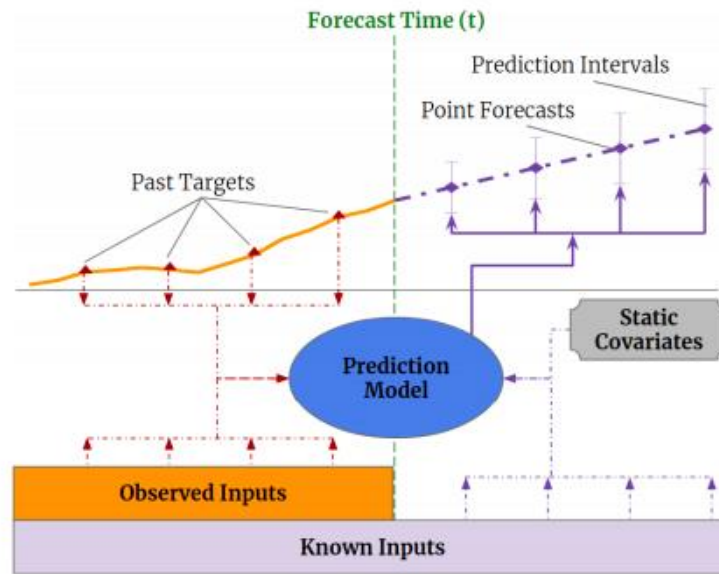 Forecast Time (t)
Prediction Intervals
Point Forecasts
Past Targets
Static
Covariates
Prediction
Model
Observed Inputs
Known Inputs